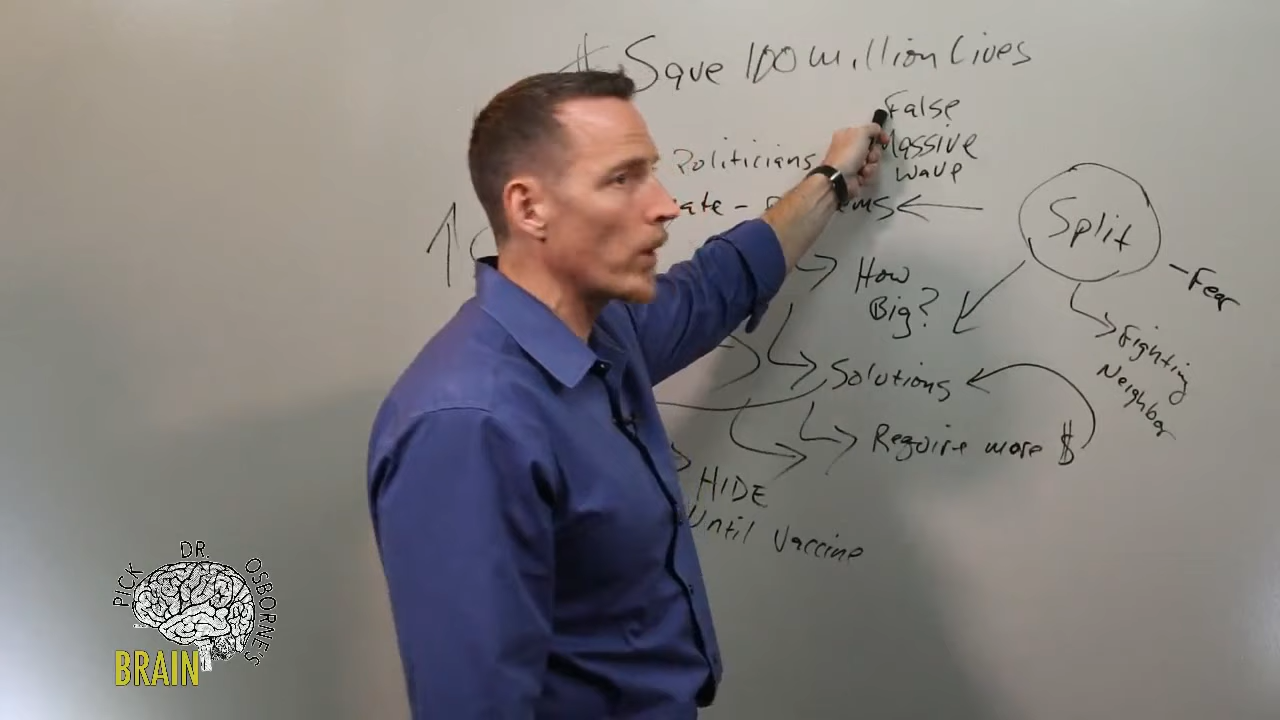 $ Save 100 million Lives
False
Massive
wave
Politicians
Split
- Fear
How
Big?
Fighting
Neighbor
Solutions
Require more $
HIDE
Until Vaccine
PICK DR. OSBORNE'S
BRAIN